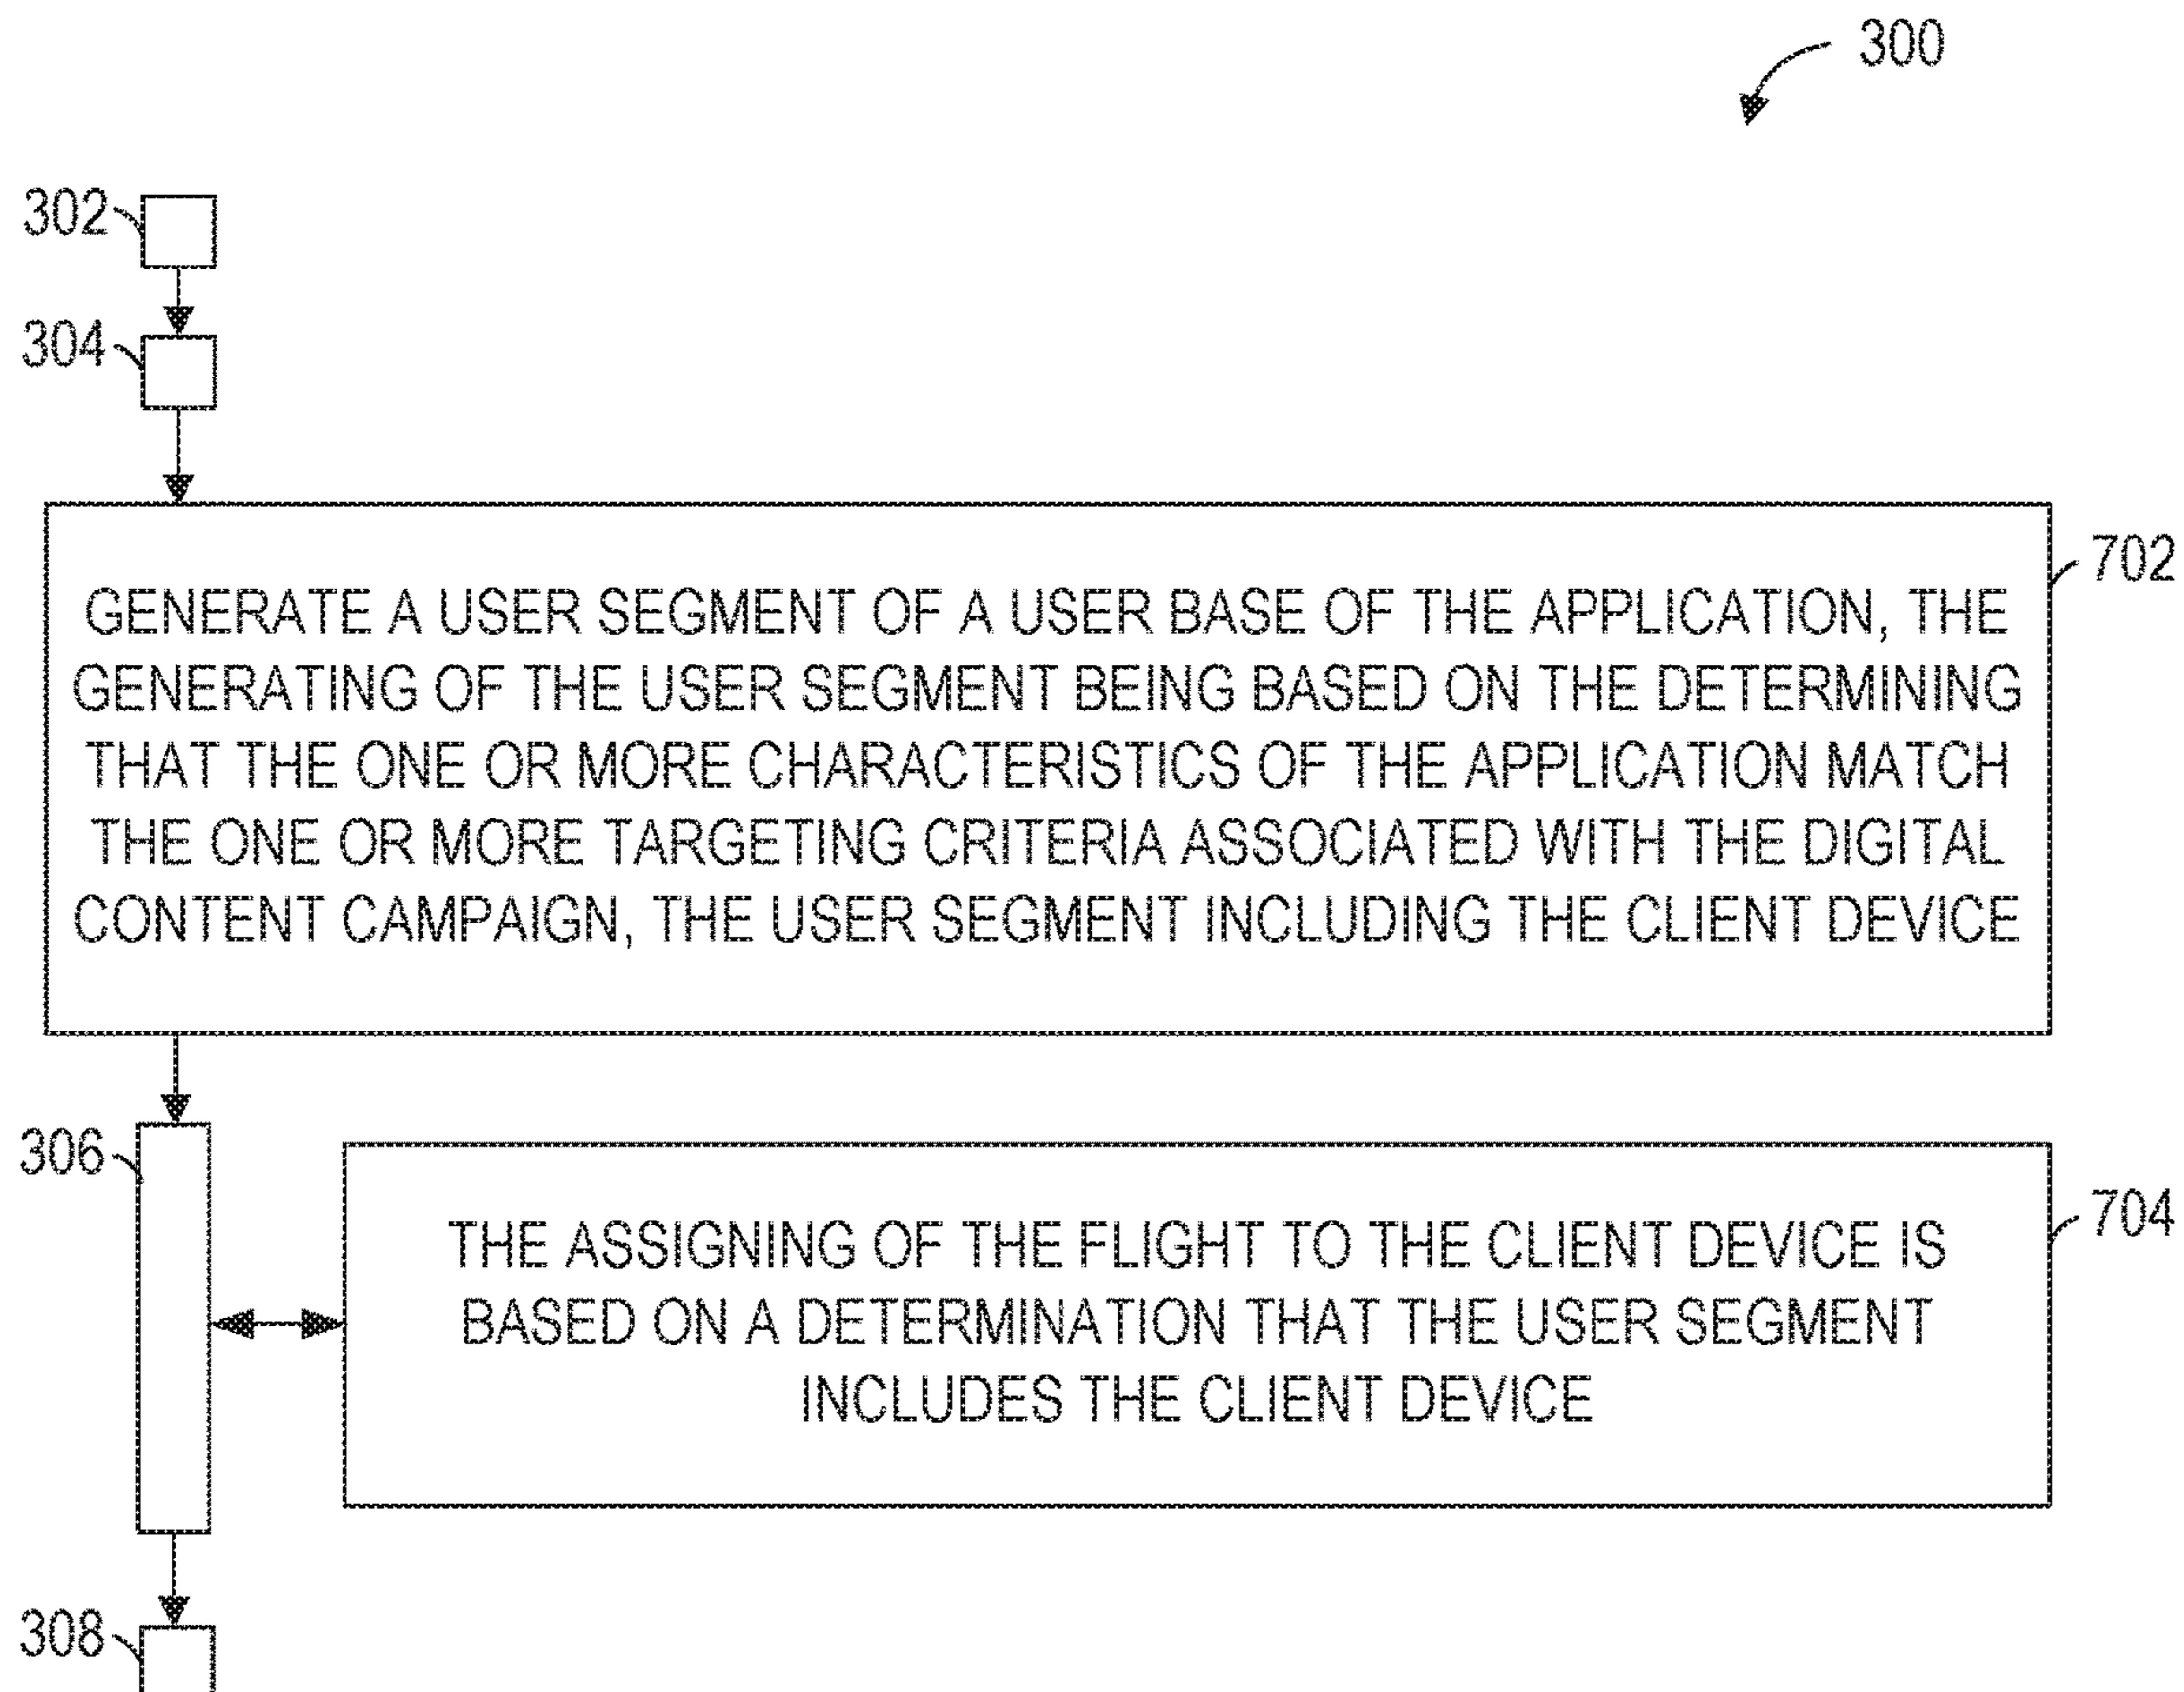 300
302
304
702
GENERATE A USER SEGMENT OF A USER BASE OF THE APPLICATION, THE
GENERATING OF THE USER SEGMENT BEING BASED ON THE DETERMINING
THAT THE ONE OR MORE CHARACTERISTICS OF THE APPLICATION MATCH
THE ONE OR MORE TARGETING CRITERIA ASSOCIATED WITH THE DIGITAL
CONTENT CAMPAIGN, THE USER SEGMENT INCLUDING THE CLIENT DEVICE
306
704
THE ASSIGNING OF THE FLIGHT TO THE CLIENT DEVICE IS
BASED ON A DETERMINATION THAT THE USER SEGMENT
INCLUDES THE CLIENT DEVICE
308